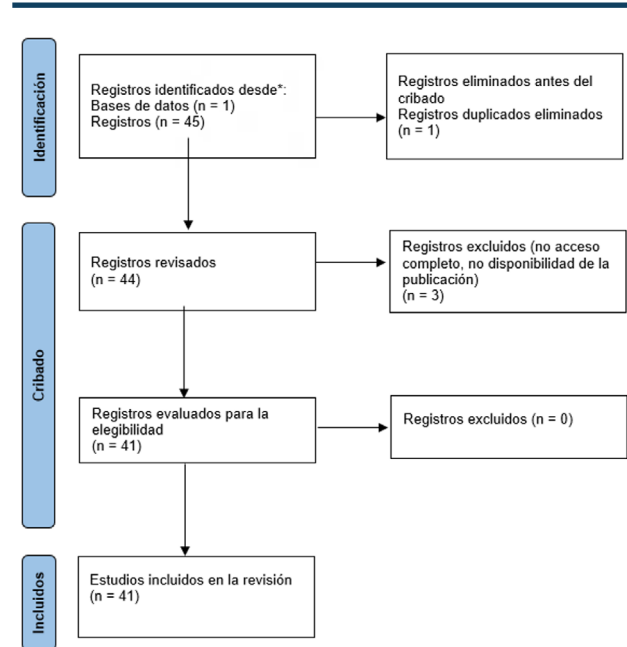 Identificación
Registros identificados desde*:
Bases de datos (n = 1)
Registros (n = 45)
Registros eliminados antes del
cribado
Registros duplicados eliminados
(n = 1)
Cribado
Registros revisados
(n = 44)
Registros excluidos (no acceso
completo, no disponibilidad de la
publicación)
(n = 3)
Registros evaluados para la
elegibilidad
(n = 41)
Registros excluidos (n = 0)
Incluidos
Estudios incluidos en la revisión
(n = 41)